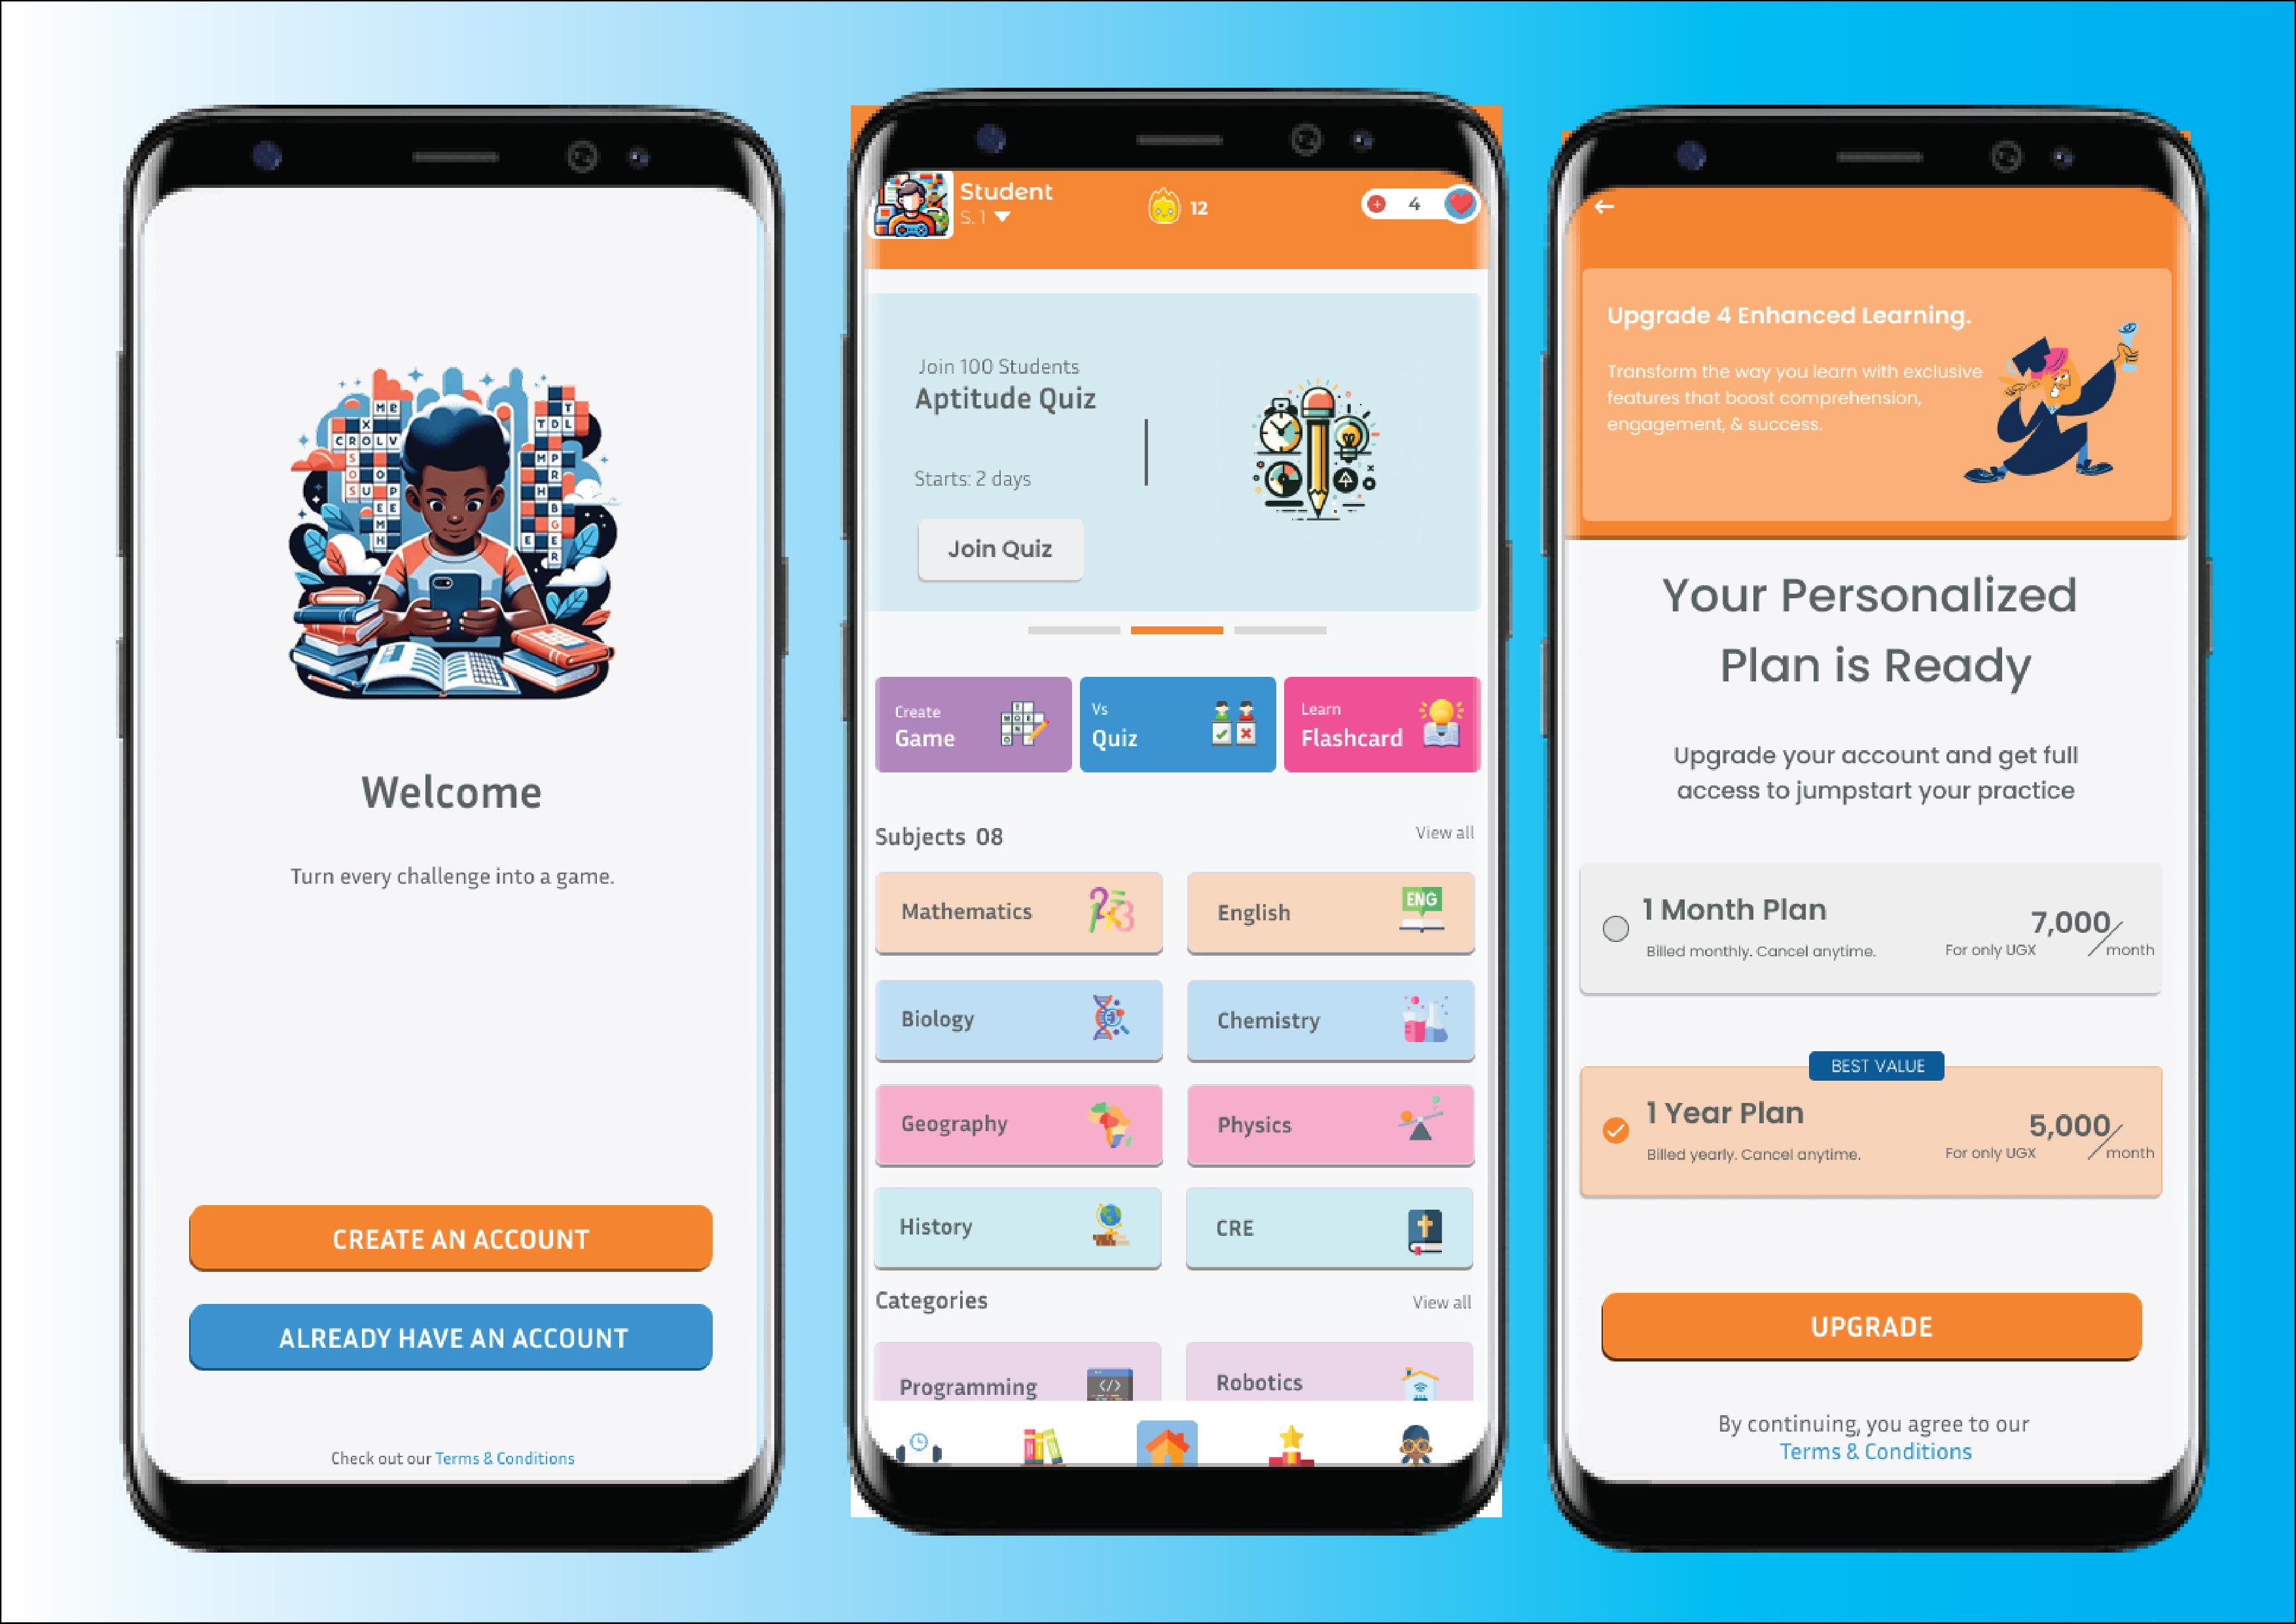 Welcome
Turn every challenge into a game.
CREATE AN ACCOUNT
ALREADY HAVE AN ACCOUNT
Check out our Terms & Conditions
Student
S. 1
12
4
Join 100 Students
Aptitude Quiz
Starts: 2 days
Join Quiz
Create
Game
Vs
Quiz
Learn
Flashcard
Subjects 08
View all
Mathematics
English
ENG
Biology
Chemistry
Geography
Physics
History
CRE
Categories
View all
Programming
</>
Robotics
Upgrade 4 Enhanced Learning.
Transform the way you learn with exclusive
features that boost comprehension,
engagement, & success.
Your Personalized
Plan is Ready
Upgrade your account and get full
access to jumpstart your practice
1 Month Plan
Billed monthly. Cancel anytime.
For only UGX 7,000/month
BEST VALUE
1 Year Plan
Billed yearly. Cancel anytime.
For only UGX 5,000/month
UPGRADE
By continuing, you agree to our
Terms & Conditions